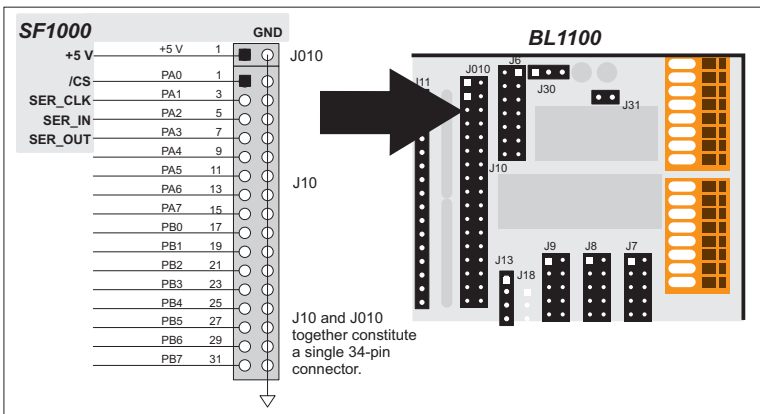 SF1000
GND
+5 V
+5 V 1
J010
/CS
PA0 1
SER_CLK
PA1 3
SER_IN
PA2 5
SER_OUT
PA3 7
PA4 9
PA5 11
PA6 13
PA7 15
PB0 17
PB1 19
PB2 21
PB3 23
PB4 25
PB5 27
PB6 29
PB7 31
J10
J10 and J010
together constitute
a single 34-pin
connector.
BL1100
J11
J010
J6
J30
J31
J10
J13
J18
J9
J8
J7